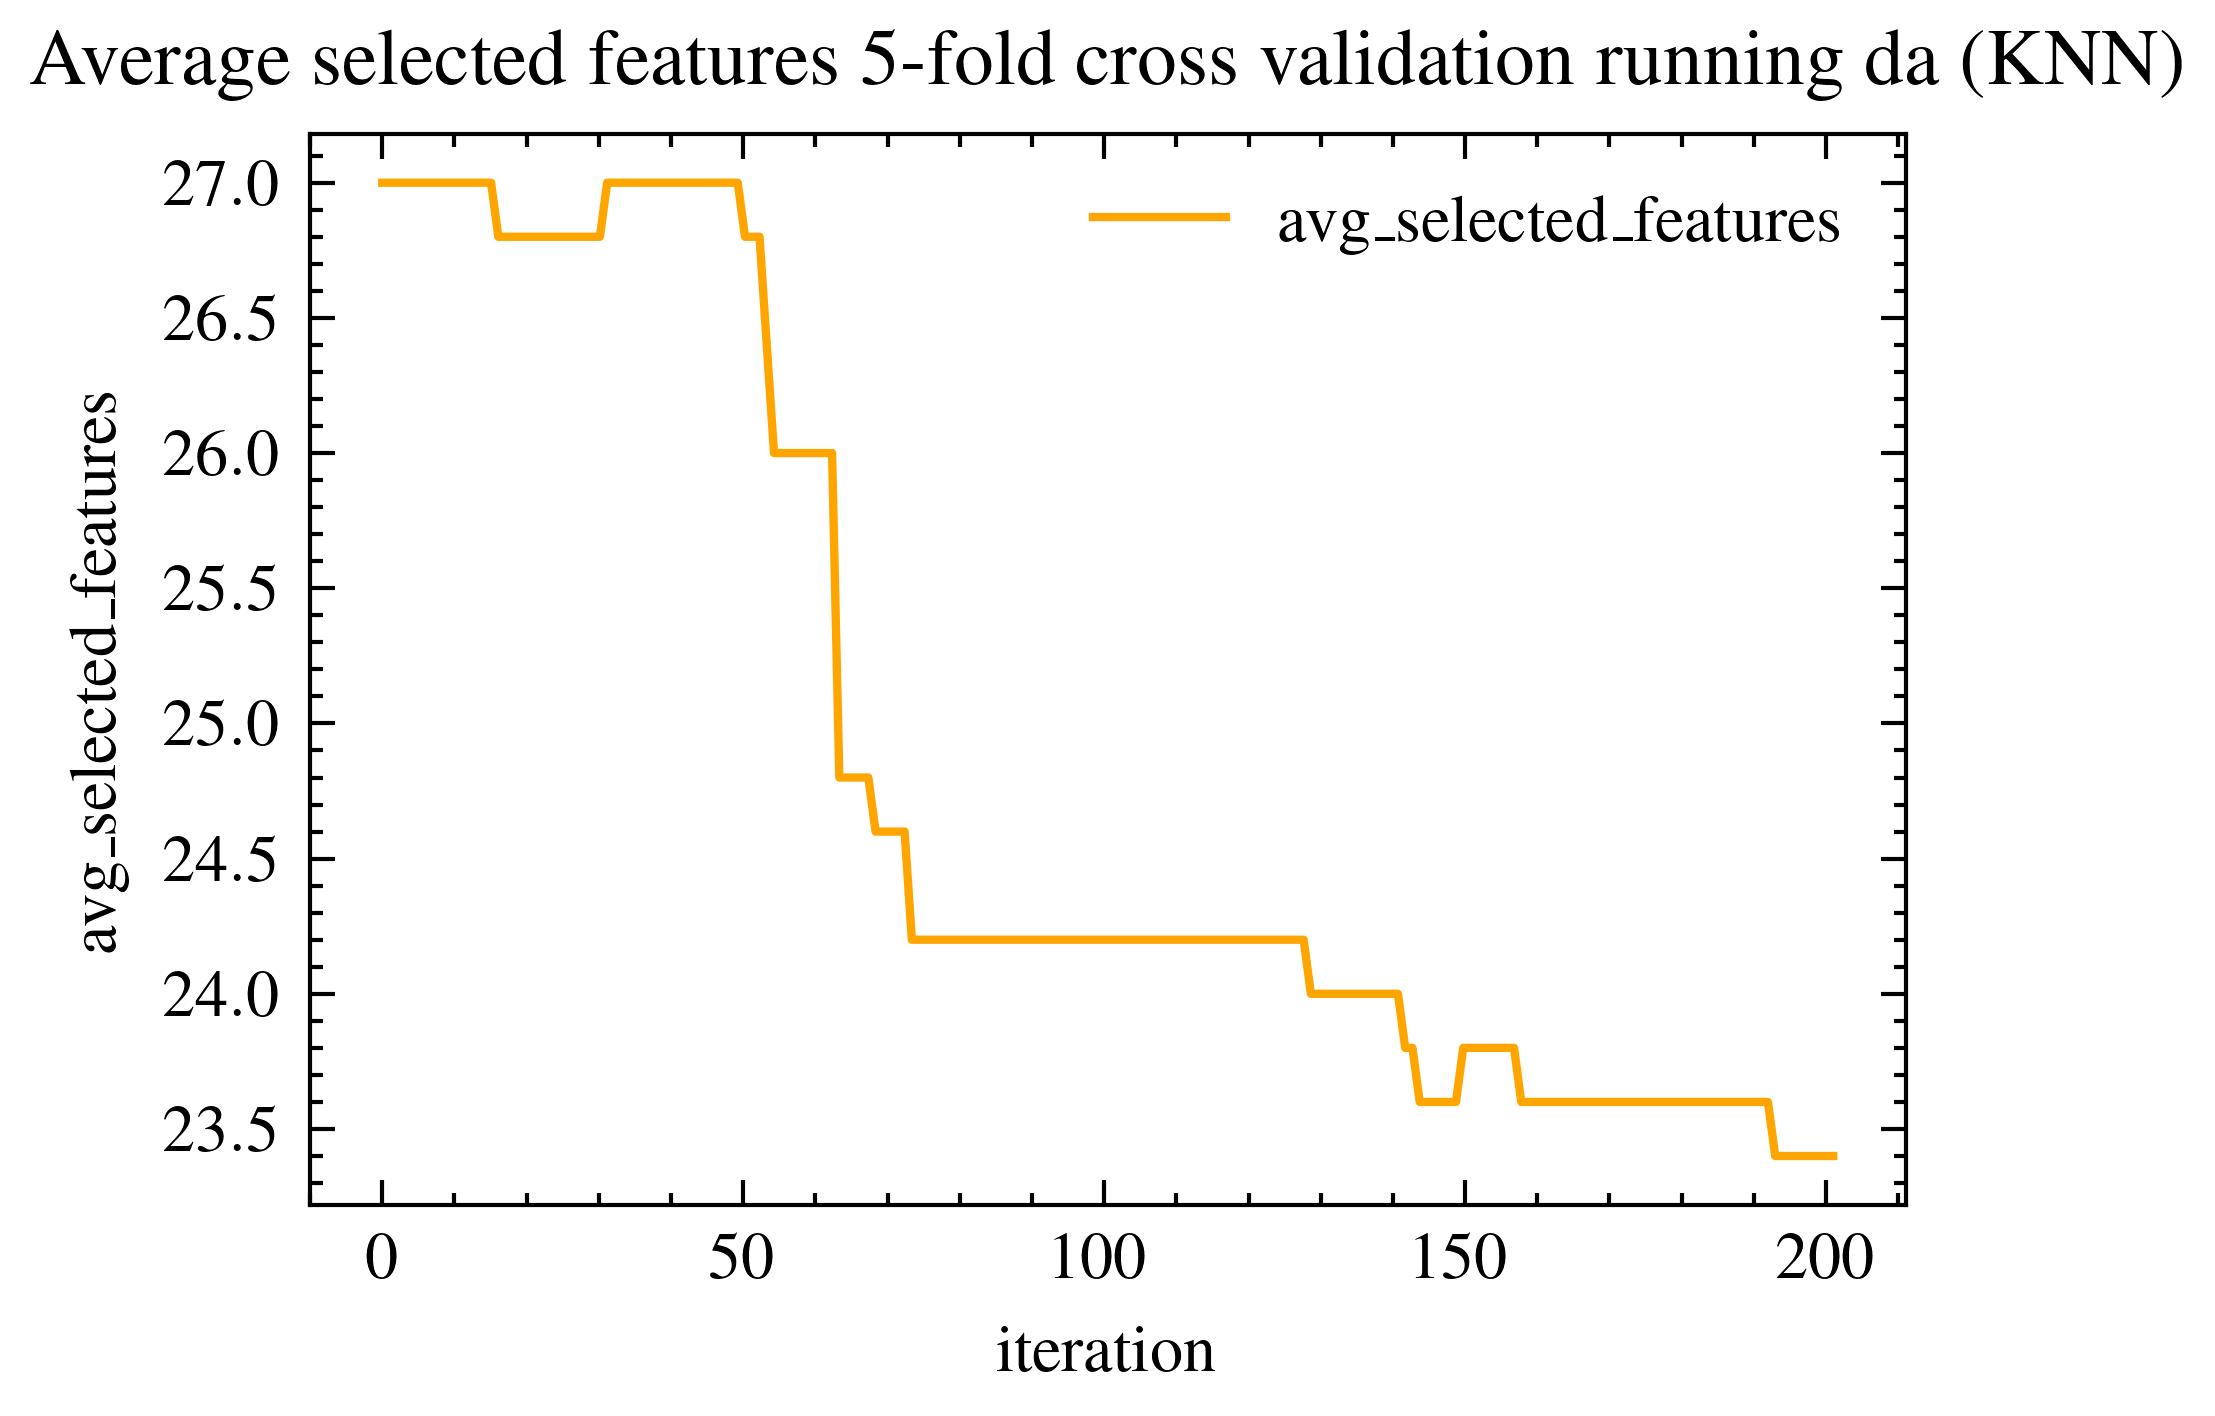 Average selected features 5-fold cross validation running da (KNN)
avg_selected_features
27.0
26.5
26.0
25.5
25.0
24.5
24.0
23.5
avg_selected_features
0 50 100 150 200
iteration